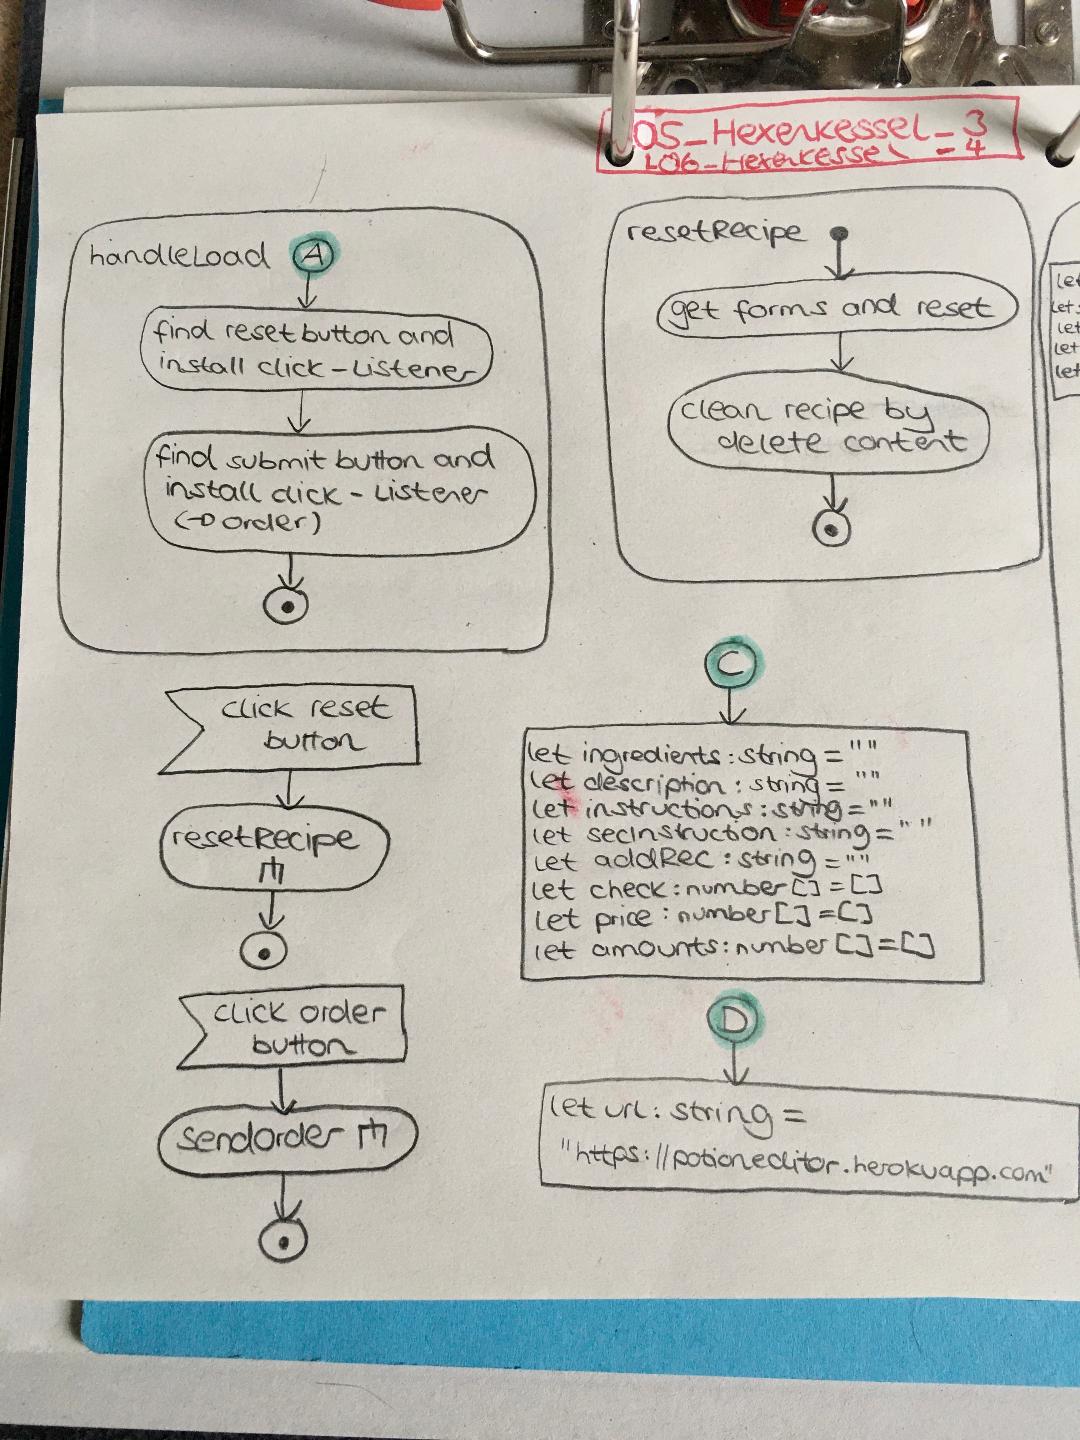 L05_Hexenkessel_3
L06_Hexenkessel_4
handleLoad A
find reset button and
install click-Listener
find submit button and
install click-Listener
(→ order)
resetRecipe
get forms and reset
clean recipe by
delete content
let
let
let
let
let
click reset
button
resetRecipe
click order
button
sendorder
C
let ingredients: string = ""
let description: string = ""
let instructions: string = ""
let secInstruction: string = ""
let addRec: string = ""
let check: number[] = []
let price: number[] = []
let amounts: number[] = []
D
let url: string =
"https://potioneditor.herokuapp.com"